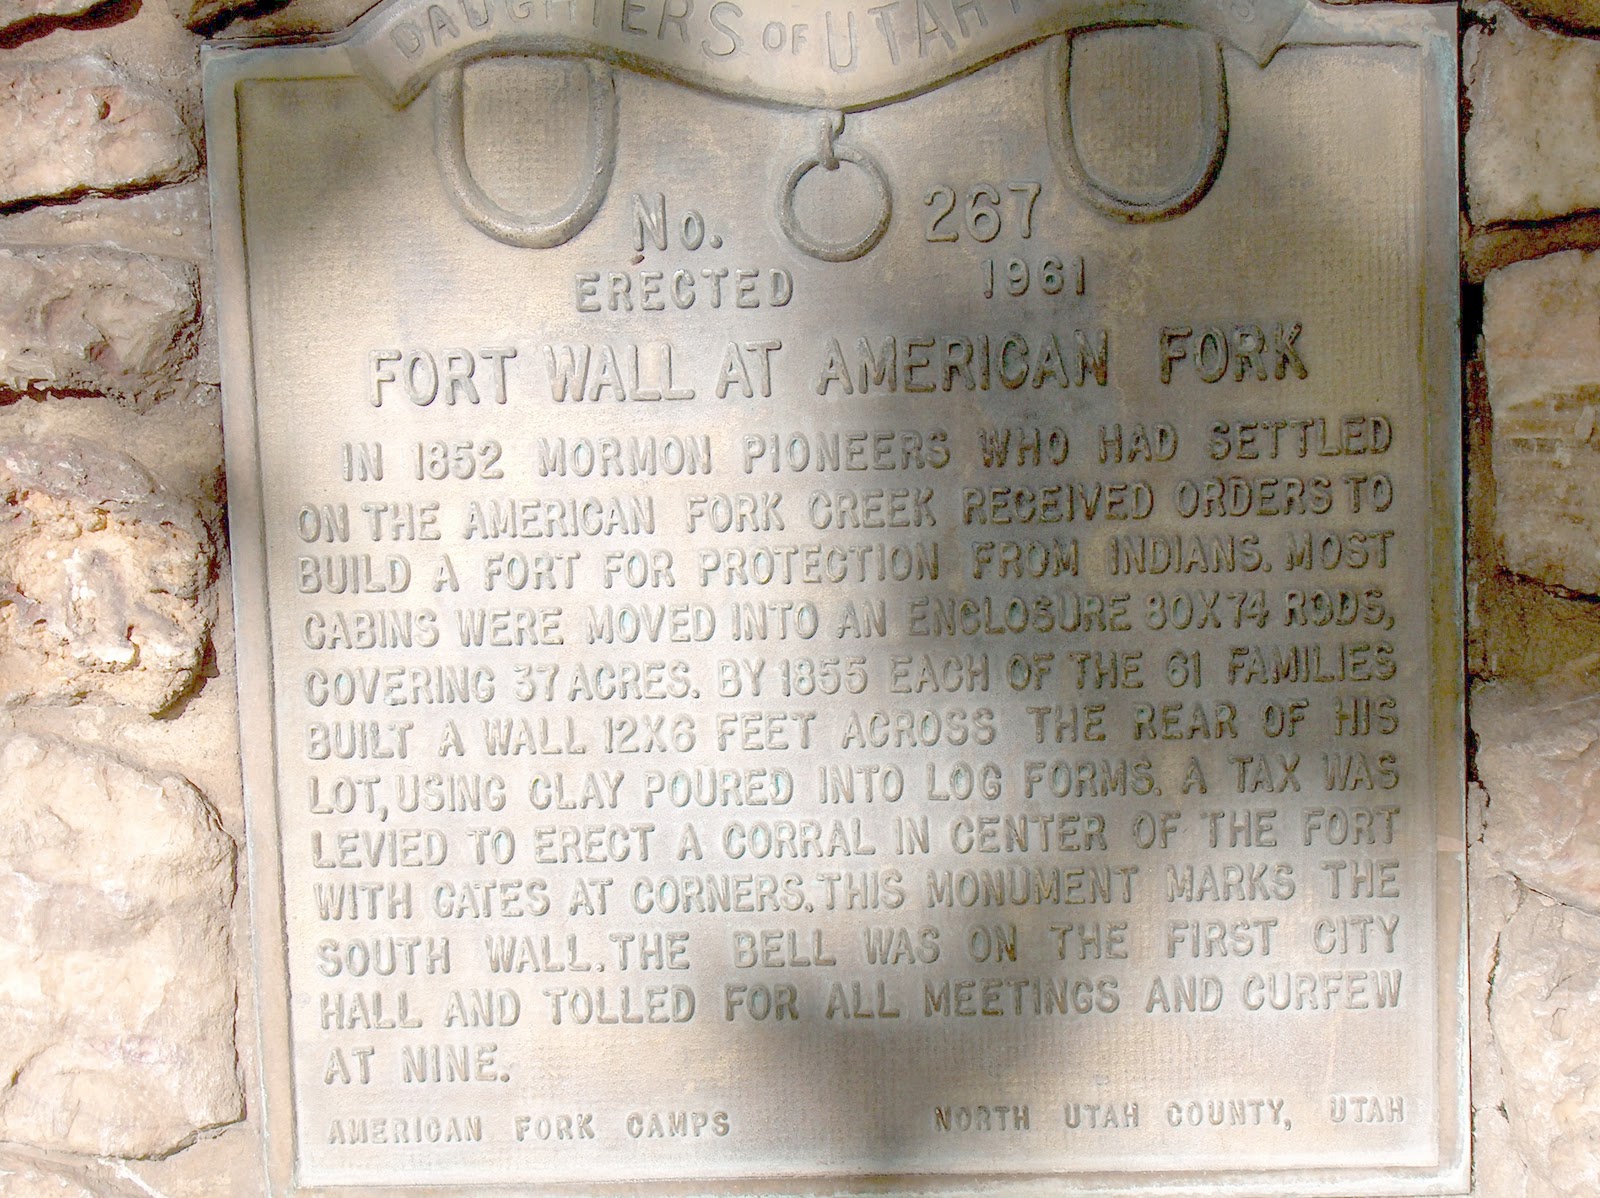 DAUGHTERS OF UTAH
No. 267
ERECTED 1961
FORT WALL AT AMERICAN FORK
IN 1852 MORMON PIONEERS WHO HAD SETTLED
ON THE AMERICAN FORK CREEK RECEIVED ORDERS TO
BUILD A FORT FOR PROTECTION FROM INDIANS. MOST
CABINS WERE MOVED INTO AN ENCLOSURE 80X74 RODS,
COVERING 37 ACRES. BY 1855 EACH OF THE 61 FAMILIES
BUILT A WALL 12X6 FEET ACROSS THE REAR OF HIS
LOT, USING CLAY POURED INTO LOG FORMS. A TAX WAS
LEVIED TO ERECT A CORRAL IN CENTER OF THE FORT
WITH GATES AT CORNERS. THIS MONUMENT MARKS THE
SOUTH WALL. THE BELL WAS ON THE FIRST CITY
HALL AND TOLLED FOR ALL MEETINGS AND CURFEW
AT NINE.
AMERICAN FORK CAMPS NORTH UTAH COUNTY, UTAH